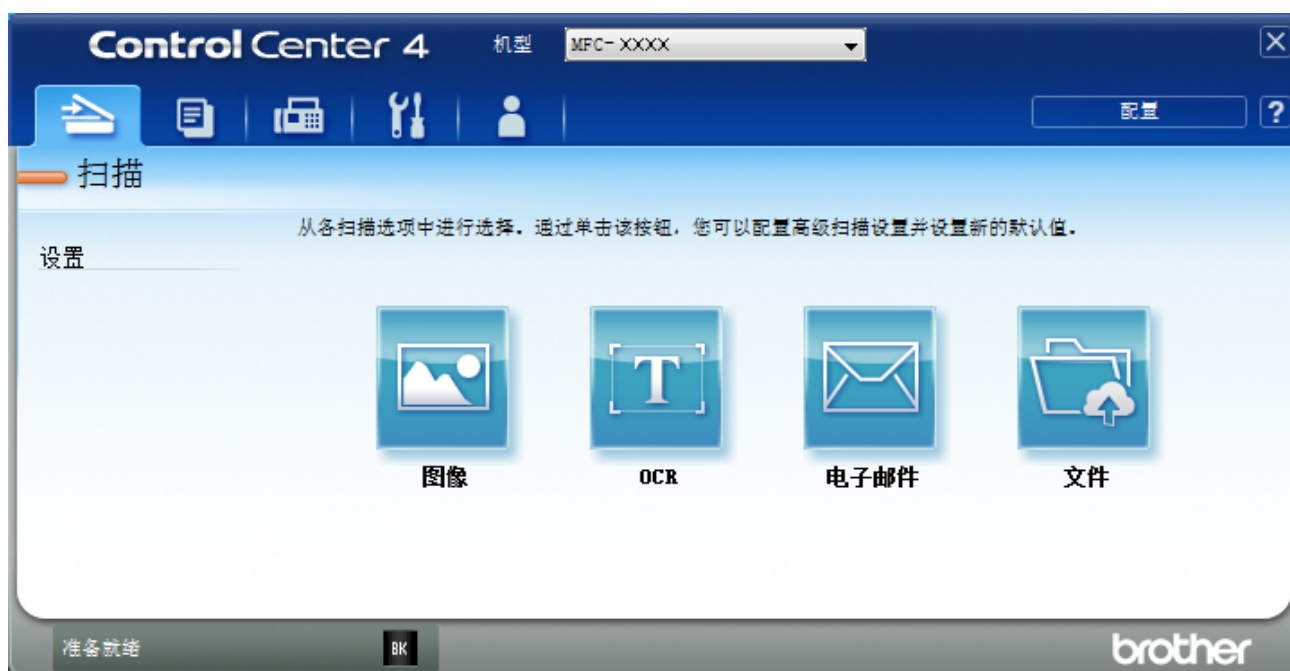 Control Center 4 机型 MFC-XXXX
配置 ?
扫描
从各扫描选项中进行选择。通过单击该按钮，您可以配置高级扫描设置并设置新的默认值。
设置
T
图像 OCR 电子邮件 文件
准备就绪 BK brother